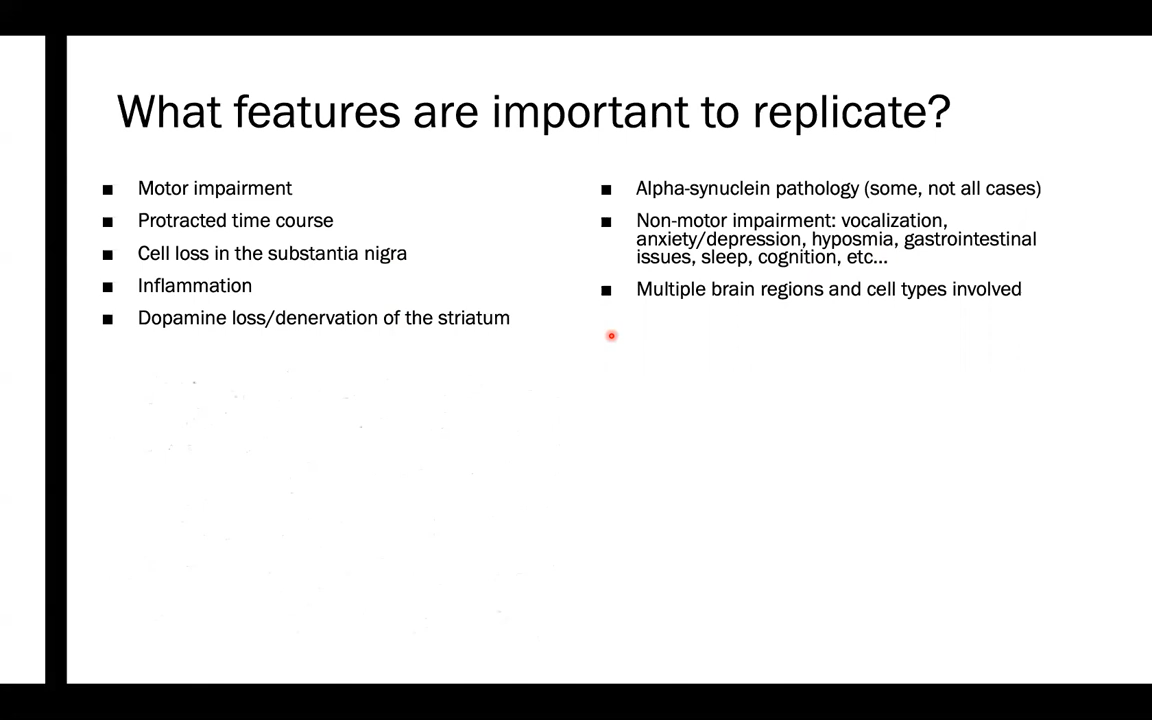 What features are important to replicate?
■ Motor impairment
■ Protracted time course
■ Cell loss in the substantia nigra
■ Inflammation
■ Dopamine loss/denervation of the striatum
■ Alpha-synuclein pathology (some, not all cases)
■ Non-motor impairment: vocalization,
anxiety/depression, hyposmia, gastrointestinal
issues, sleep, cognition, etc...
■ Multiple brain regions and cell types involved